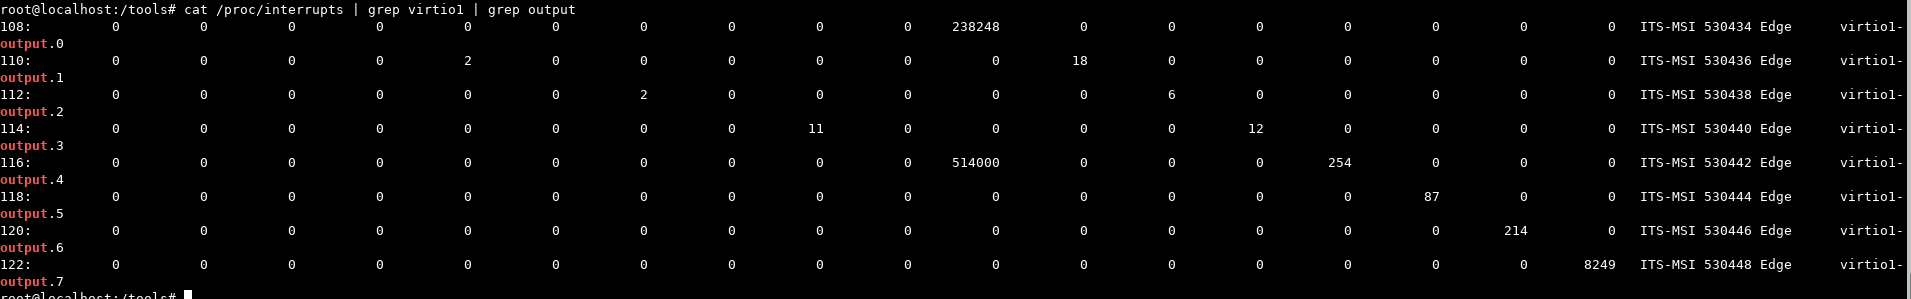 root@localhost:/tools# cat /proc/interrupts | grep virtio1 | grep output
108:          0          0          0          0          0          0          0          0          0          0     238248          0          0          0          0          0          0          0   ITS-MSI 530434 Edge      virtio1-
output.0
110:          0          0          0          0          2          0          0          0          0          0          0         18          0          0          0          0          0          0   ITS-MSI 530436 Edge      virtio1-
output.1
112:          0          0          0          0          0          0          2          0          0          0          0          0          6          0          0          0          0          0   ITS-MSI 530438 Edge      virtio1-
output.2
114:          0          0          0          0          0          0          0          0         11          0          0          0          0         12          0          0          0          0   ITS-MSI 530440 Edge      virtio1-
output.3
116:          0          0          0          0          0          0          0          0          0          0     514000          0          0          0        254          0          0          0   ITS-MSI 530442 Edge      virtio1-
output.4
118:          0          0          0          0          0          0          0          0          0          0          0          0          0          0          0         87          0          0   ITS-MSI 530444 Edge      virtio1-
output.5
120:          0          0          0          0          0          0          0          0          0          0          0          0          0          0          0          0        214          0   ITS-MSI 530446 Edge      virtio1-
output.6
122:          0          0          0          0          0          0          0          0          0          0          0          0          0          0          0          0          0       8249   ITS-MSI 530448 Edge      virtio1-
output.7
root@localhost:/tools#